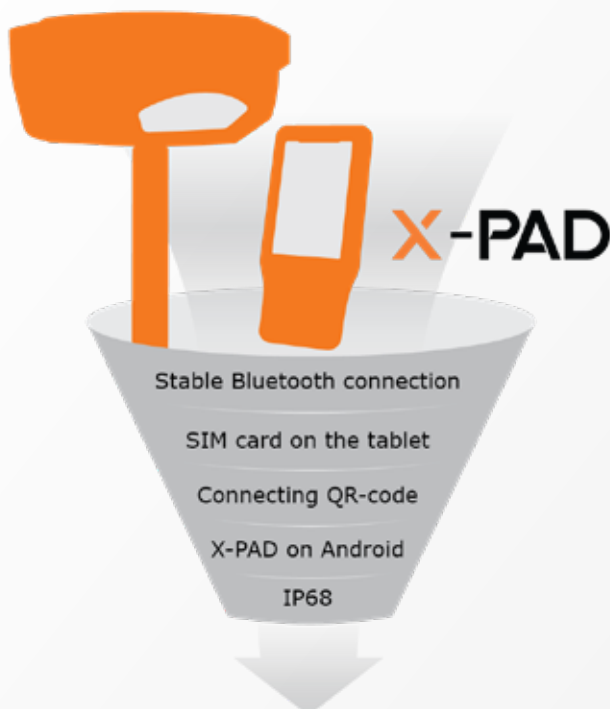 X-PAD
Stable Bluetooth connection
SIM card on the tablet
Connecting QR-code
X-PAD on Android
IP68